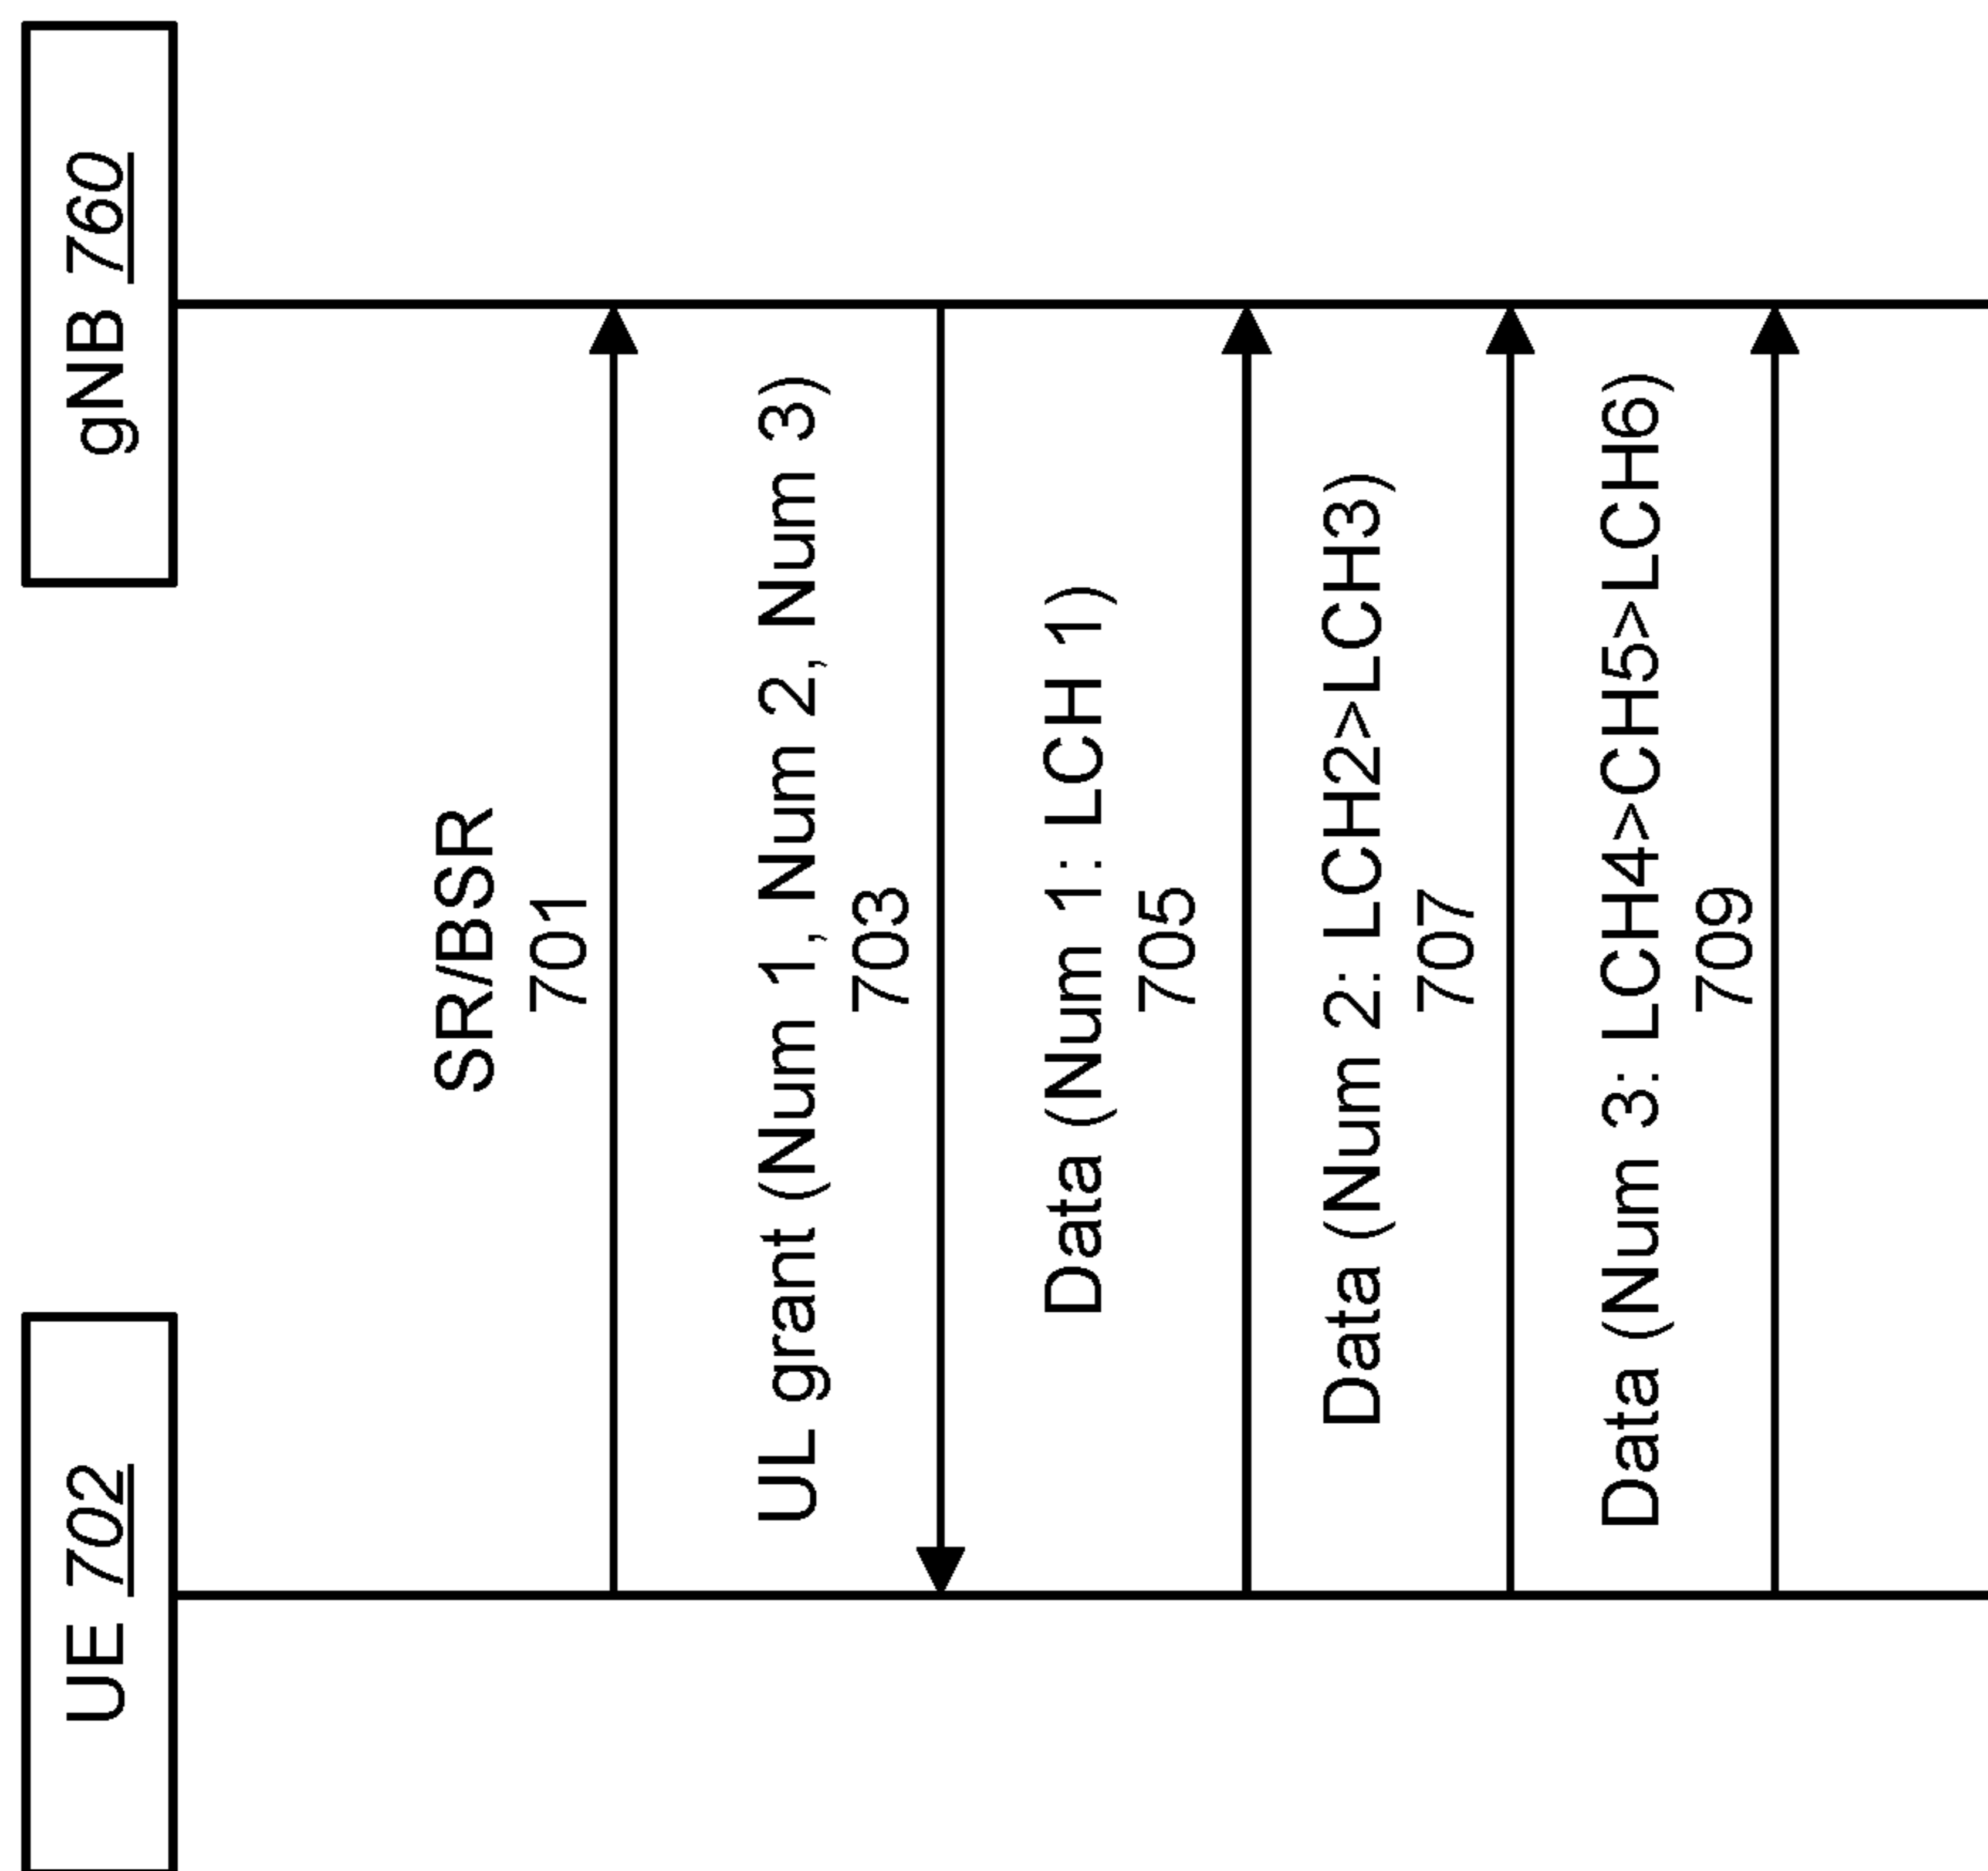 UE 702
gNB 760
SR/BSR
701
UL grant (Num 1, Num 2, Num 3)
703
Data (Num 1: LCH 1)
705
Data (Num 2: LCH2>LCH3)
707
Data (Num 3: LCH4>CH5>LCH6)
709